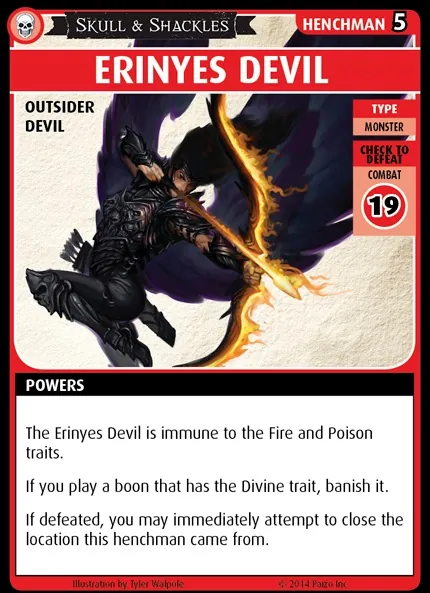 SKULL & SHACKLES
HENCHMAN 5
ERINYES DEVIL
OUTSIDER
DEVIL
TYPE
MONSTER
CHECK TO
DEFEAT
COMBAT
19
POWERS
The Erinyes Devil is immune to the Fire and Poison
traits.
If you play a boon that has the Divine trait, banish it.
If defeated, you may immediately attempt to close the
location this henchman came from.
Illustration by Tyler Walpole
© 2014 Paizo Inc